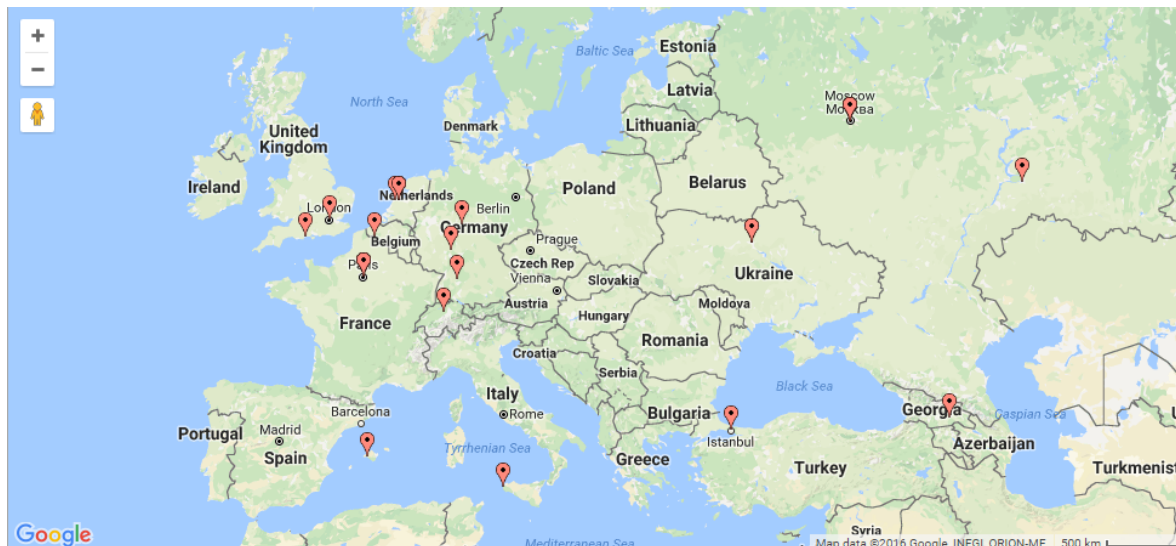 +
−
Baltic Sea
Estonia
Latvia
Lithuania
Moscow
Москва
North Sea
Denmark
United
Kingdom
Ireland
Netherlands
Berlin
Poland
Belarus
London
Belgium
Germany
Prague
Czech Rep
Paris
Vienna
Slovakia
Ukraine
Austria
Hungary
Moldova
France
Romania
Croatia
Serbia
Black Sea
Italy
Rome
Barcelona
Bulgaria
Georgia
Caspian Sea
Portugal
Madrid
Spain
Tyrrhenian Sea
Istanbul
Azerbaijan
Greece
Turkey
Turkmenist
Syria
Mediterranean Sea
Google
Map data ©2016 Google, INEGI, ORION-ME
500 km